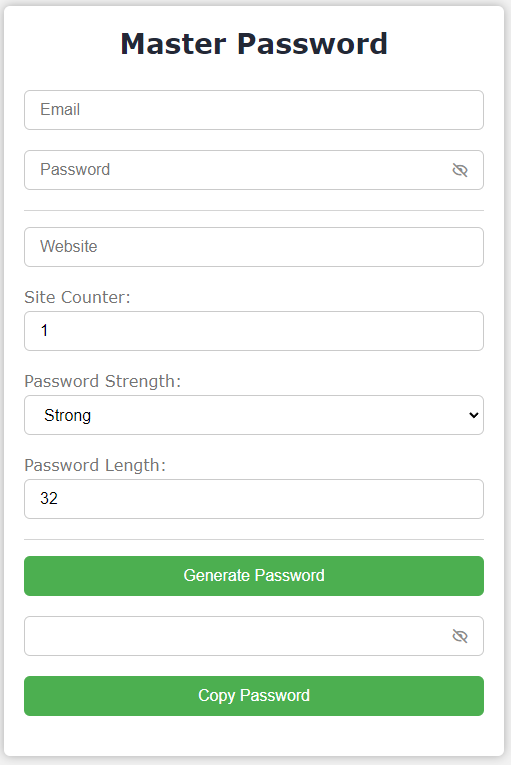 Master Password
Email
Password
Website
Site Counter:
1
Password Strength:
Strong
Password Length:
32
Generate Password
Copy Password